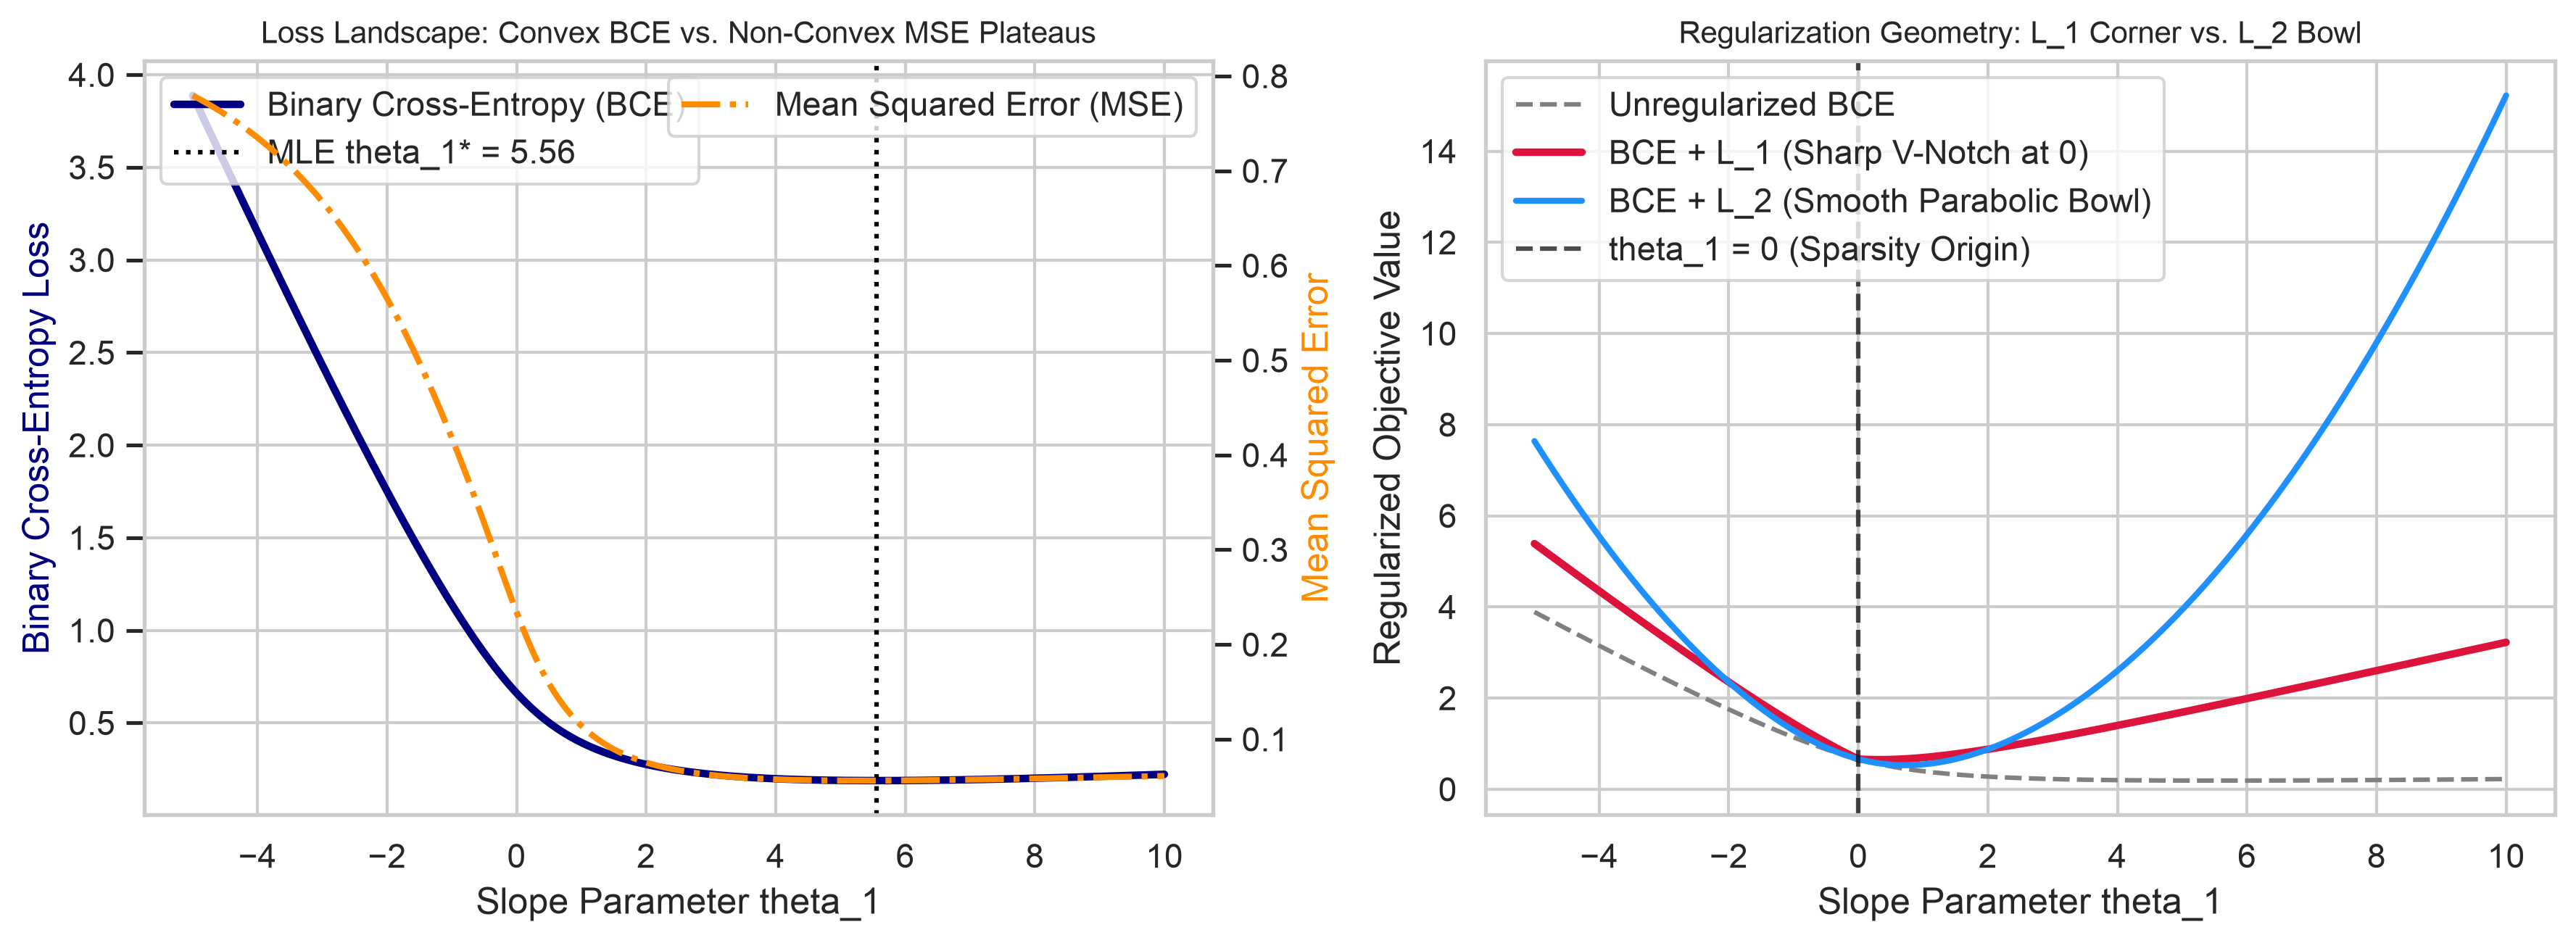 Loss Landscape: Convex BCE vs. Non-Convex MSE Plateaus
Binary Cross-Entropy (BCE)
MLE theta_1* = 5.56
Mean Squared Error (MSE)
Binary Cross-Entropy Loss
4.0
3.5
3.0
2.5
2.0
1.5
1.0
0.5
0.8
0.7
0.6
0.5
0.4
0.3
0.2
0.1
Mean Squared Error
−4 −2 0 2 4 6 8 10
Slope Parameter theta_1
Regularization Geometry: L_1 Corner vs. L_2 Bowl
Unregularized BCE
BCE + L_1 (Sharp V-Notch at 0)
BCE + L_2 (Smooth Parabolic Bowl)
theta_1 = 0 (Sparsity Origin)
Regularized Objective Value
14
12
10
8
6
4
2
0
−4 −2 0 2 4 6 8 10
Slope Parameter theta_1